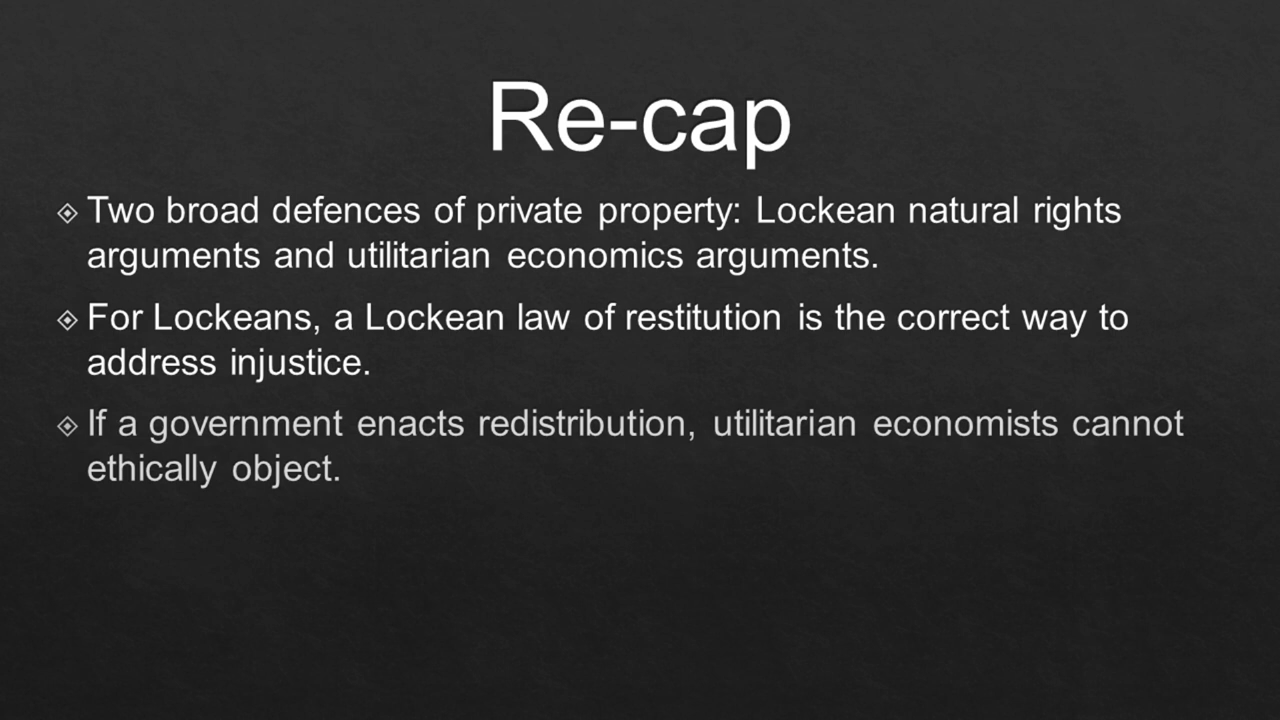 Re-cap
Two broad defences of private property: Lockean natural rights
arguments and utilitarian economics arguments.
For Lockeans, a Lockean law of restitution is the correct way to
address injustice.
If a government enacts redistribution, utilitarian economists cannot
ethically object.